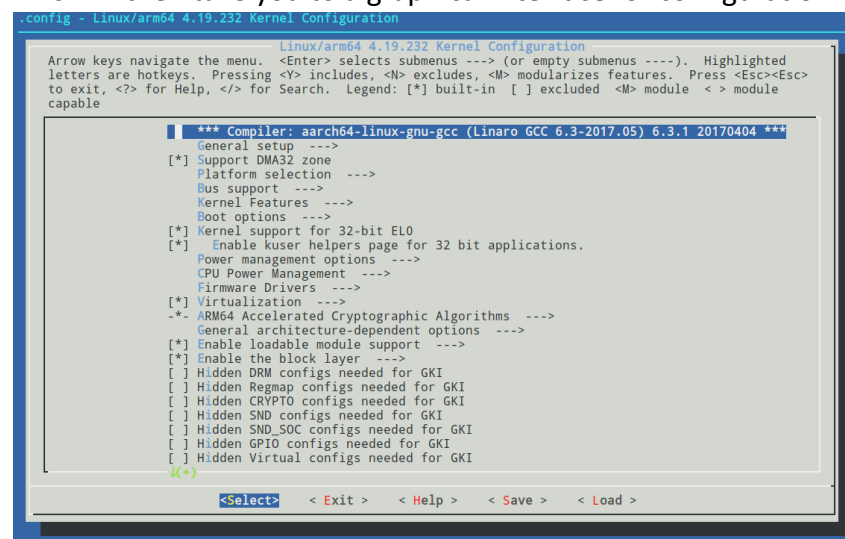 .config - Linux/arm64 4.19.232 Kernel Configuration
Linux/arm64 4.19.232 Kernel Configuration
Arrow keys navigate the menu.  <Enter> selects submenus ---> (or empty submenus ----).  Highlighted
letters are hotkeys.  Pressing <Y> includes, <N> excludes, <M> modularizes features.  Press <Esc><Esc>
to exit, <?> for Help, </> for Search.  Legend: [*] built-in  [ ] excluded  <M> module  < > module
capable
*** Compiler: aarch64-linux-gnu-gcc (Linaro GCC 6.3-2017.05) 6.3.1 20170404 ***
General setup  --->
[*] Support DMA32 zone
Platform selection  --->
Bus support  --->
Kernel Features  --->
Boot options  --->
[*] Kernel support for 32-bit EL0
[*]   Enable kuser helpers page for 32 bit applications.
Power management options  --->
CPU Power Management  --->
Firmware Drivers  --->
[*] Virtualization  --->
-*- ARM64 Accelerated Cryptographic Algorithms  --->
General architecture-dependent options  --->
[*] Enable loadable module support  --->
[*] Enable the block layer  --->
[ ] Hidden DRM configs needed for GKI
[ ] Hidden Regmap configs needed for GKI
[ ] Hidden CRYPTO configs needed for GKI
[ ] Hidden SND configs needed for GKI
[ ] Hidden SND_SOC configs needed for GKI
[ ] Hidden GPIO configs needed for GKI
[ ] Hidden Virtual configs needed for GKI
↓(+)
<Select>    < Exit >    < Help >    < Save >    < Load >